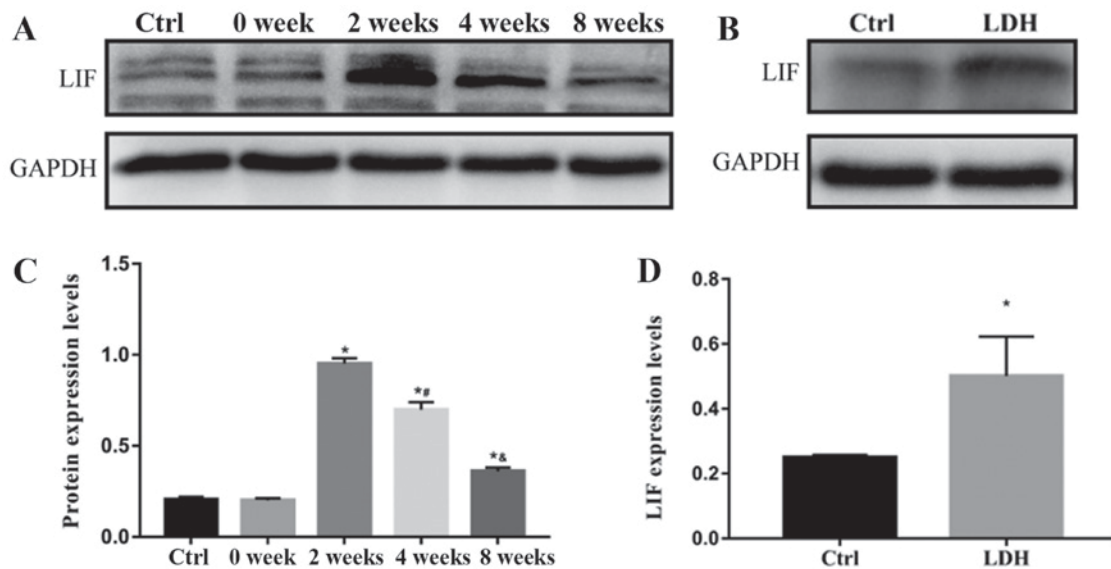 A
Ctrl 0 week 2 weeks 4 weeks 8 weeks
LIF
GAPDH
B
Ctrl LDH
LIF
GAPDH
C
Protein expression levels
1.5
1.0
0.5
0.0
*
*#
*&
Ctrl 0 week 2 weeks 4 weeks 8 weeks
D
LIF expression levels
0.8
0.6
0.4
0.2
0.0
*
Ctrl LDH